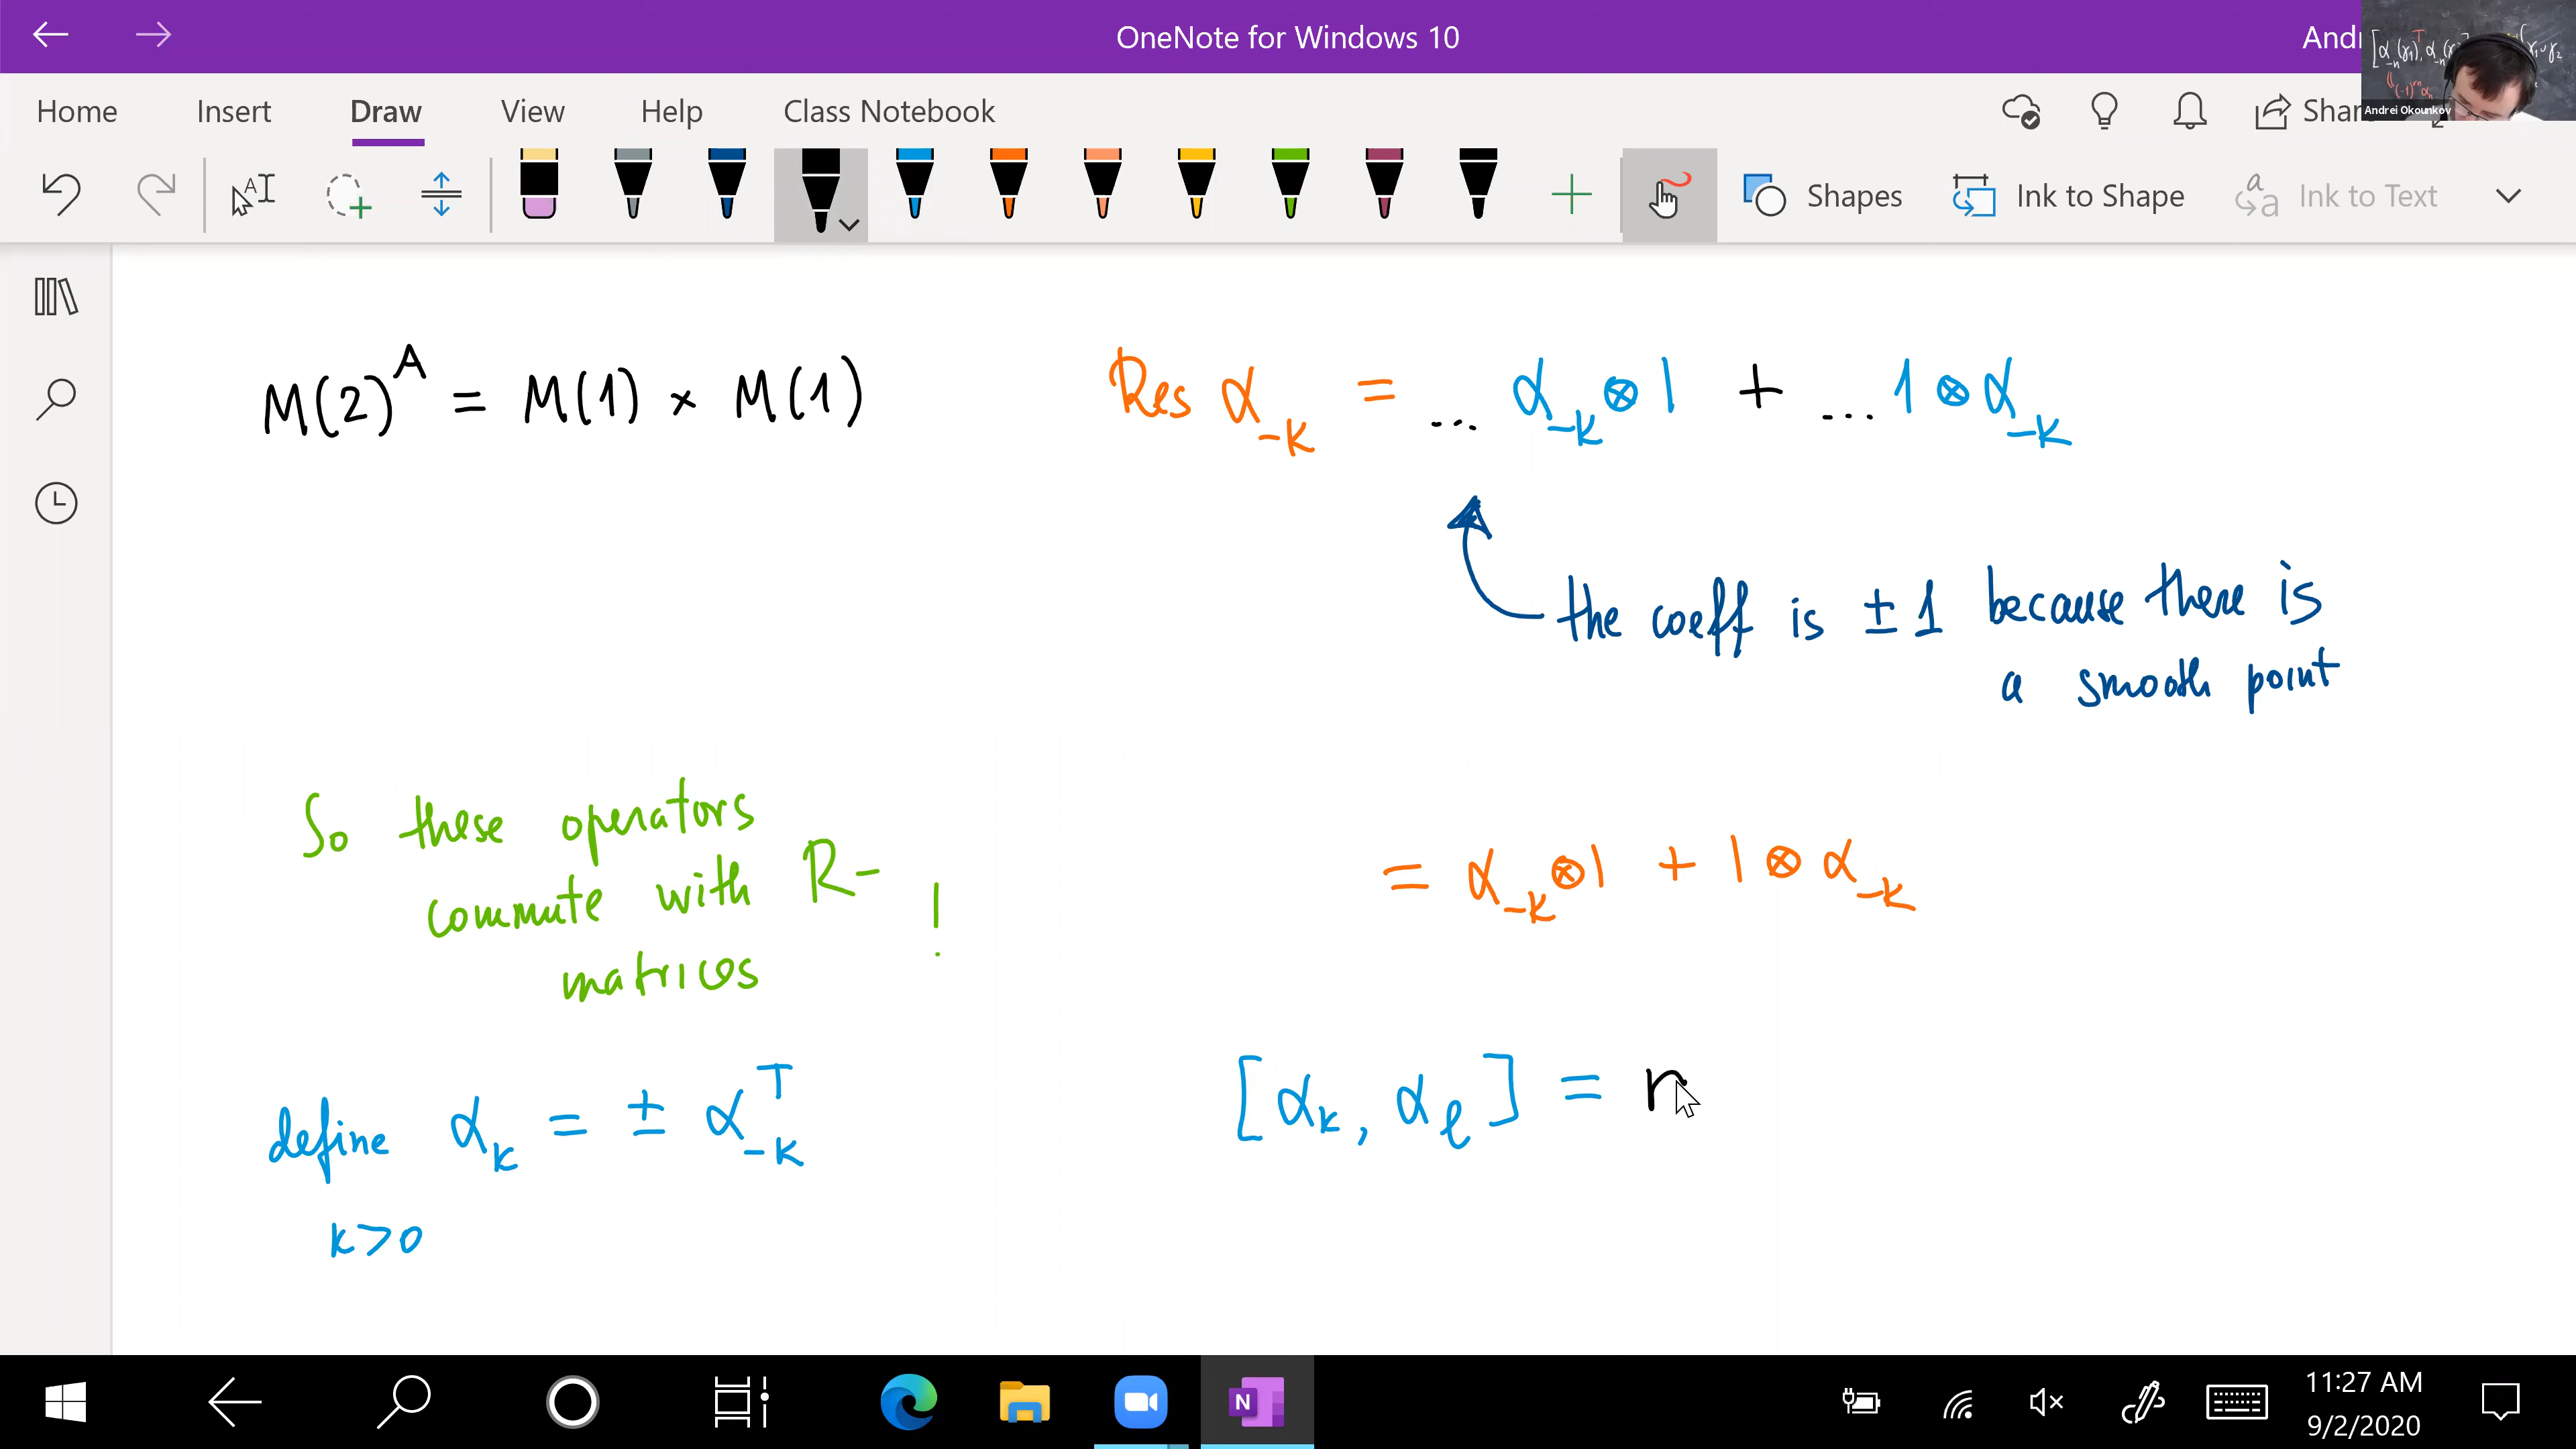 OneNote for Windows 10
Andrei Okounkov
Home Insert Draw View Help Class Notebook
Shapes Ink to Shape Ink to Text
M(2)^A = M(1) × M(1)
Res α_{-k} = ... α_{-k} ⊗ 1 + ... 1 ⊗ α_{-k}
the coeff is ± 1 because there is
a smooth point
So these operators
commute with R-
matrices !
= α_{-k} ⊗ 1 + 1 ⊗ α_{-k}
define α_k = ± α_{-k}^T
k > 0
[α_k, α_ℓ] = r
11:27 AM
9/2/2020